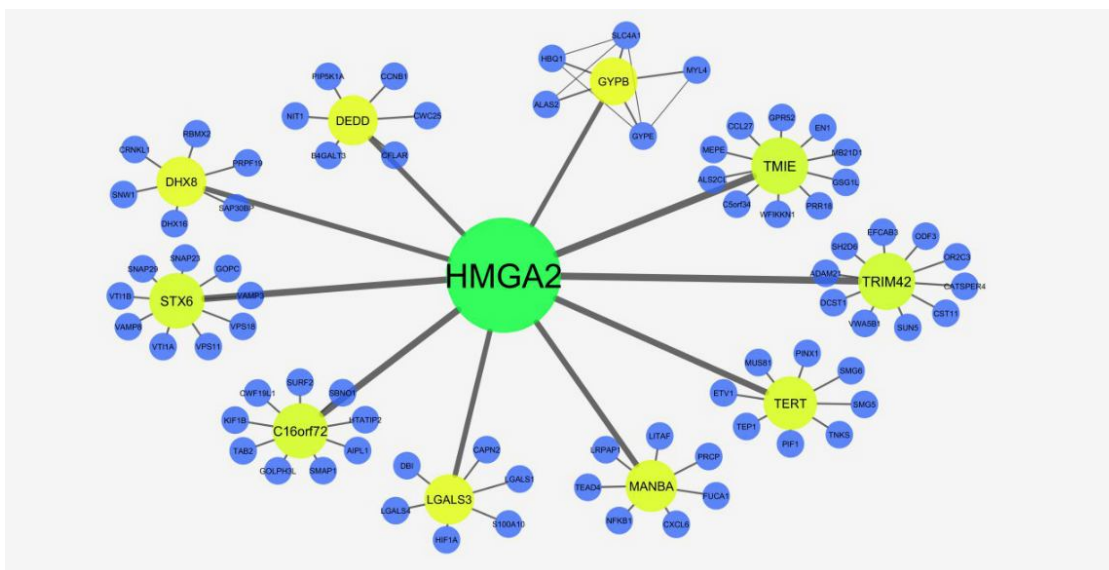 SLC4A1
HBG1
MYL4
GYPB
ALAS2
GYPE
PIP5K1A
CCNB1
NIT1
DEDD
CWC25
B4GALT3
CFLAR
RBMX2
CRNKL1
PRPF19
DHX8
SNW1
SAP30BP
DHX16
GPR52
CCL27
EN1
MEPE
MB21D1
TMIE
ALS2CL
GSG1L
C5orf34
PRR18
WFIKKN1
HMGA2
EFCAB3
ODF3
SH2D6
OR2C3
ADAM21
TRIM42
CATSPER4
DCST1
CST11
VWA5B1
SUN5
SNAP23
SNAP29
GOPC
VTI1B
STX6
VAMP3
VAMP8
VPS18
VTI1A
VPS11
SURF2
CWF19L1
SBNO1
KIF1B
HTATIP2
C16orf72
TAB2
AIPL1
GOLPH3L
SMAP1
CAPN2
DBI
LGALS1
LGALS3
LGALS4
S100A10
HIF1A
LITAF
LRPAP1
PRCP
TEAD4
MANBA
FUCA1
NFKB1
CXCL6
PINX1
MUS81
SMG6
ETV1
TERT
SMG5
TEP1
TNKS
PIF1